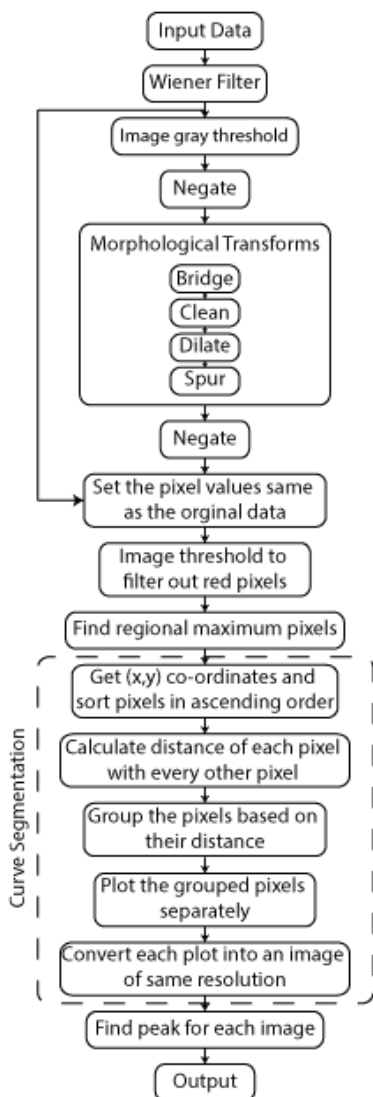 Input Data
Wiener Filter
Image gray threshold
Negate
Morphological Transforms
Bridge
Clean
Dilate
Spur
Negate
Set the pixel values same
as the orginal data
Image threshold to
filter out red pixels
Find regional maximum pixels
Curve Segmentation
Get (x,y) co-ordinates and
sort pixels in ascending order
Calculate distance of each pixel
with every other pixel
Group the pixels based on
their distance
Plot the grouped pixels
separately
Convert each plot into an image
of same resolution
Find peak for each image
Output